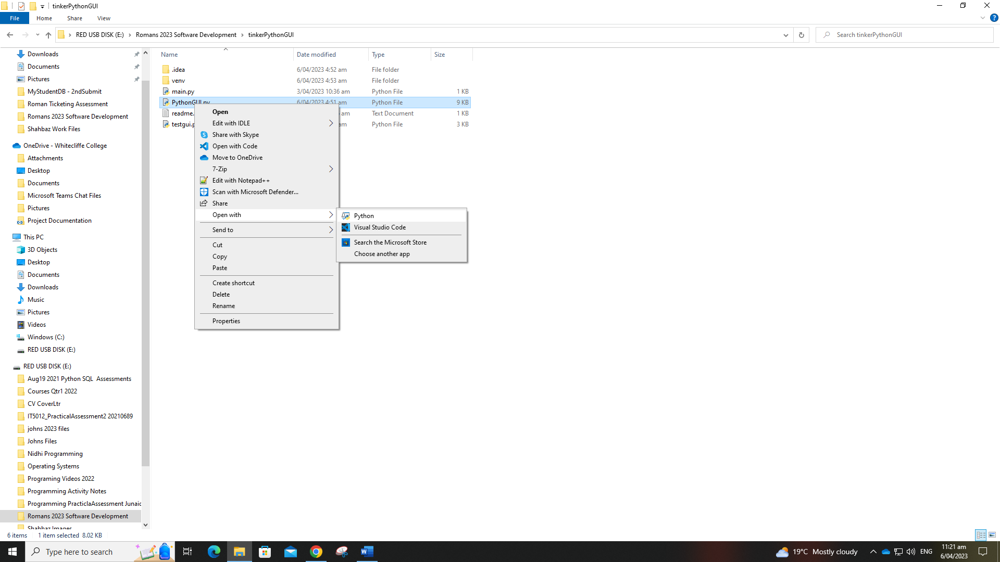 tinkerPythonGUI
File Home Share View
RED USB DISK (E:) Romans 2023 Software Development tinkerPythonGUI
Search tinkerPythonGUI
Downloads
Documents
Pictures
MyStudentDB - 2ndSubmit
Roman Ticketing Assessment
Romans 2023 Software Development
Shahbaz Work Files
OneDrive - Whitecliffe College
Attachments
Desktop
Documents
Microsoft Teams Chat Files
Pictures
Project Documentation
This PC
3D Objects
Desktop
Documents
Downloads
Music
Pictures
Videos
Windows (C:)
RED USB DISK (E:)
RED USB DISK (E:)
Aug19 2021 Python SQL Assessments
Courses Qtr1 2022
CV CoverLtr
IT5012_PracticalAssessment2 20210689
johns 2023 files
Johns Files
Nidhi Programming
Operating Systems
Programing Videos 2022
Programming Activity Notes
Programming PracticlaAssessment Junaic
Romans 2023 Software Development
Shahbaz Images
Name Date modified Type Size
.idea 6/04/2023 4:52 am File folder
venv 6/04/2023 4:53 am File folder
main.py 3/04/2023 10:36 am Python File 1 KB
PythonGUI.py 6/04/2023 4:51 am Python File 9 KB
readme. am Text Document 1 KB
testgui.p am Python File 3 KB
Open
Edit with IDLE
Share with Skype
Open with Code
Move to OneDrive
7-Zip
Edit with Notepad++
Scan with Microsoft Defender...
Share
Open with
Send to
Cut
Copy
Paste
Create shortcut
Delete
Rename
Properties
Python
Visual Studio Code
Search the Microsoft Store
Choose another app
6 items 1 item selected 8.02 KB
Type here to search
19°C Mostly cloudy
ENG
11:21 am
6/04/2023